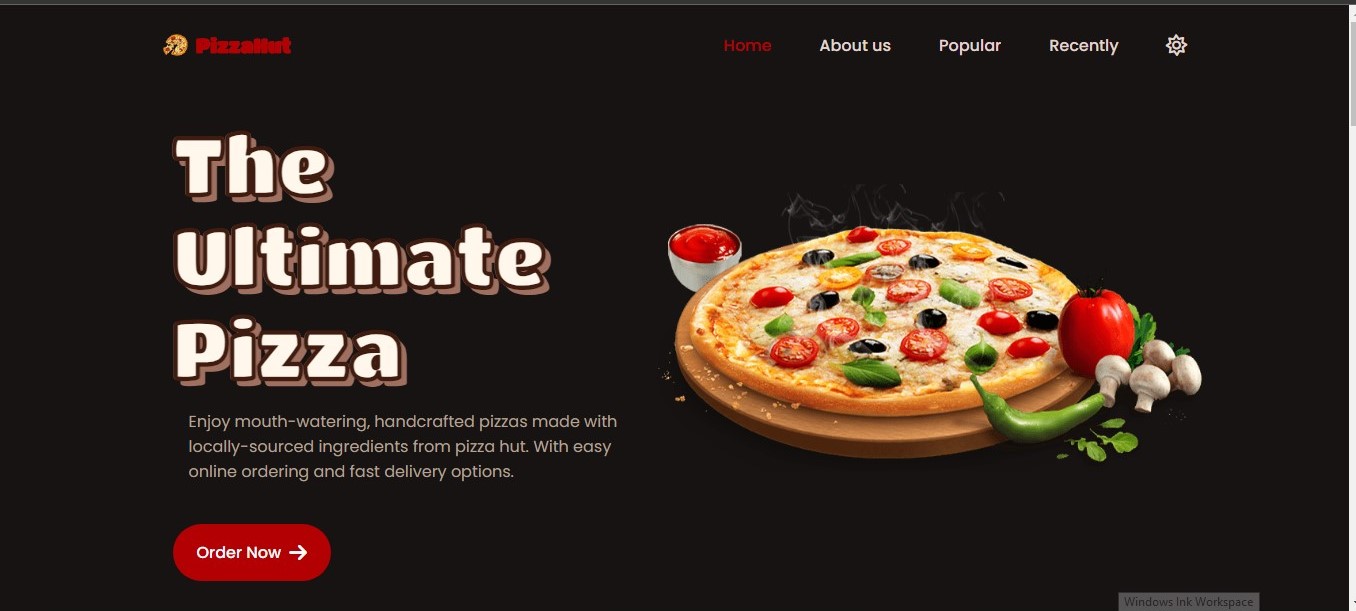 PizzaHut
Home
About us
Popular
Recently
The
Ultimate
Pizza
Enjoy mouth-watering, handcrafted pizzas made with
locally-sourced ingredients from pizza hut. With easy
online ordering and fast delivery options.
Order Now
Windows Ink Workspace